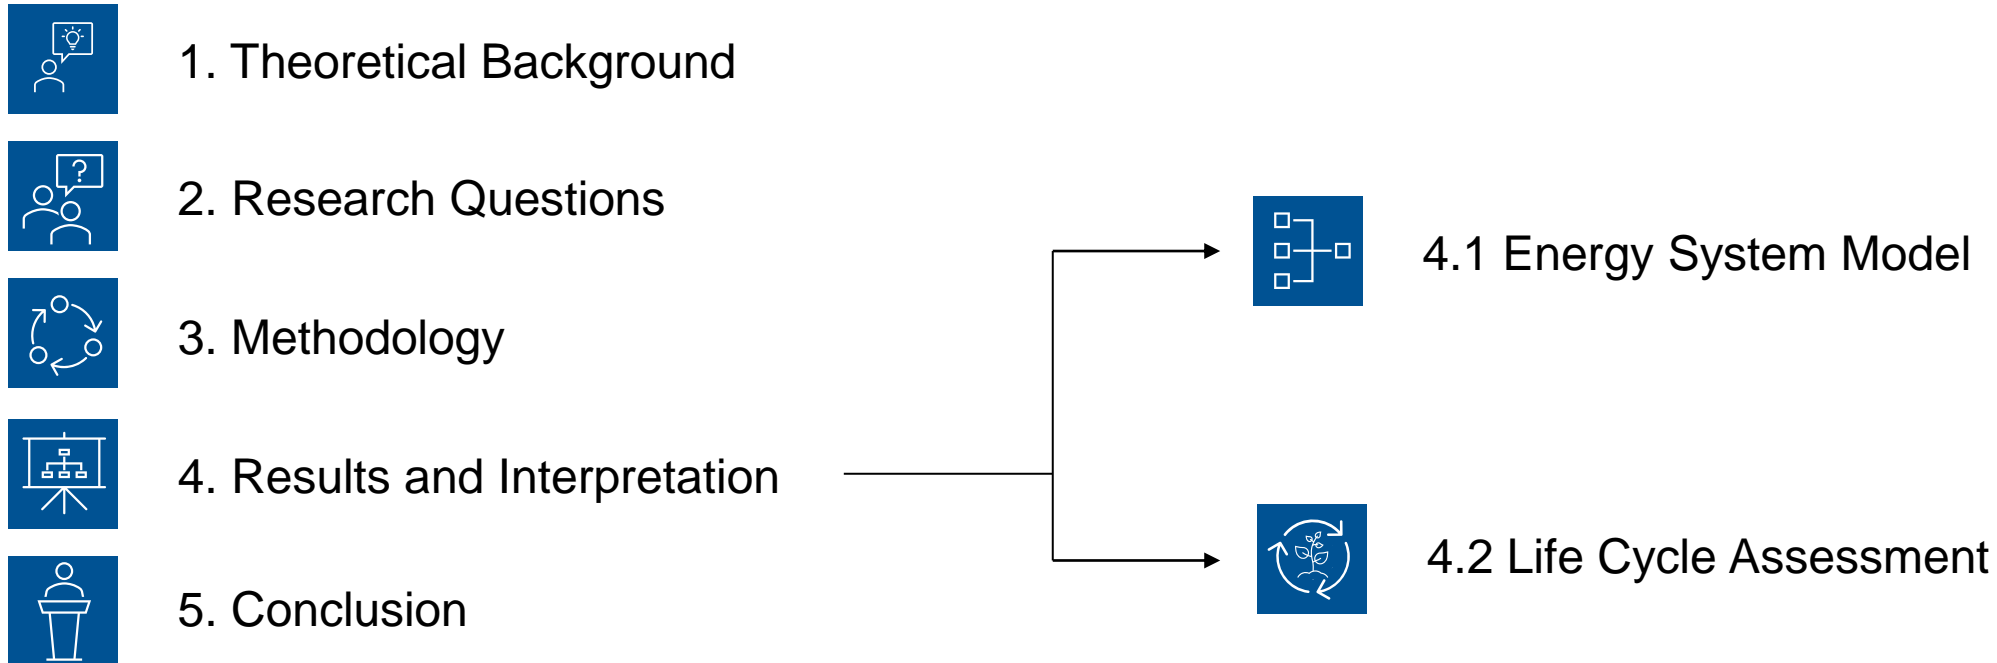 1. Theoretical Background
2. Research Questions
3. Methodology
4. Results and Interpretation
5. Conclusion
4.1 Energy System Model
4.2 Life Cycle Assessment
?